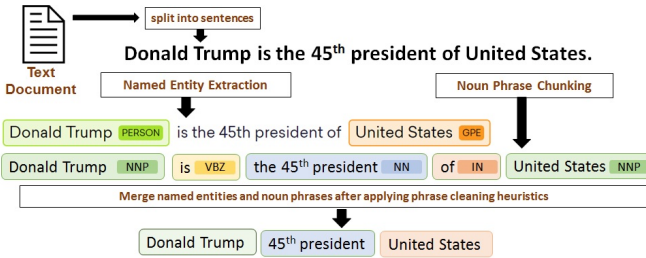 split into sentences
Donald Trump is the 45th president of United States.
Text
Document
Named Entity Extraction
Noun Phrase Chunking
Donald Trump PERSON is the 45th president of United States GPE
Donald Trump NNP is VBZ the 45th president NN of IN United States NNP
Merge named entities and noun phrases after applying phrase cleaning heuristics
Donald Trump 45th president United States